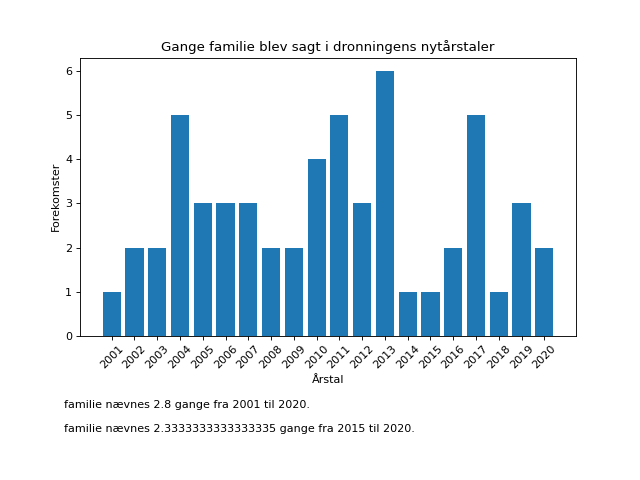 Gange familie blev sagt i dronningens nytårstaler
Forekomster
6
5
4
3
2
1
0
2001 2002 2003 2004 2005 2006 2007 2008 2009 2010 2011 2012 2013 2014 2015 2016 2017 2018 2019 2020
Årstal
familie nævnes 2.8 gange fra 2001 til 2020.
familie nævnes 2.3333333333333335 gange fra 2015 til 2020.